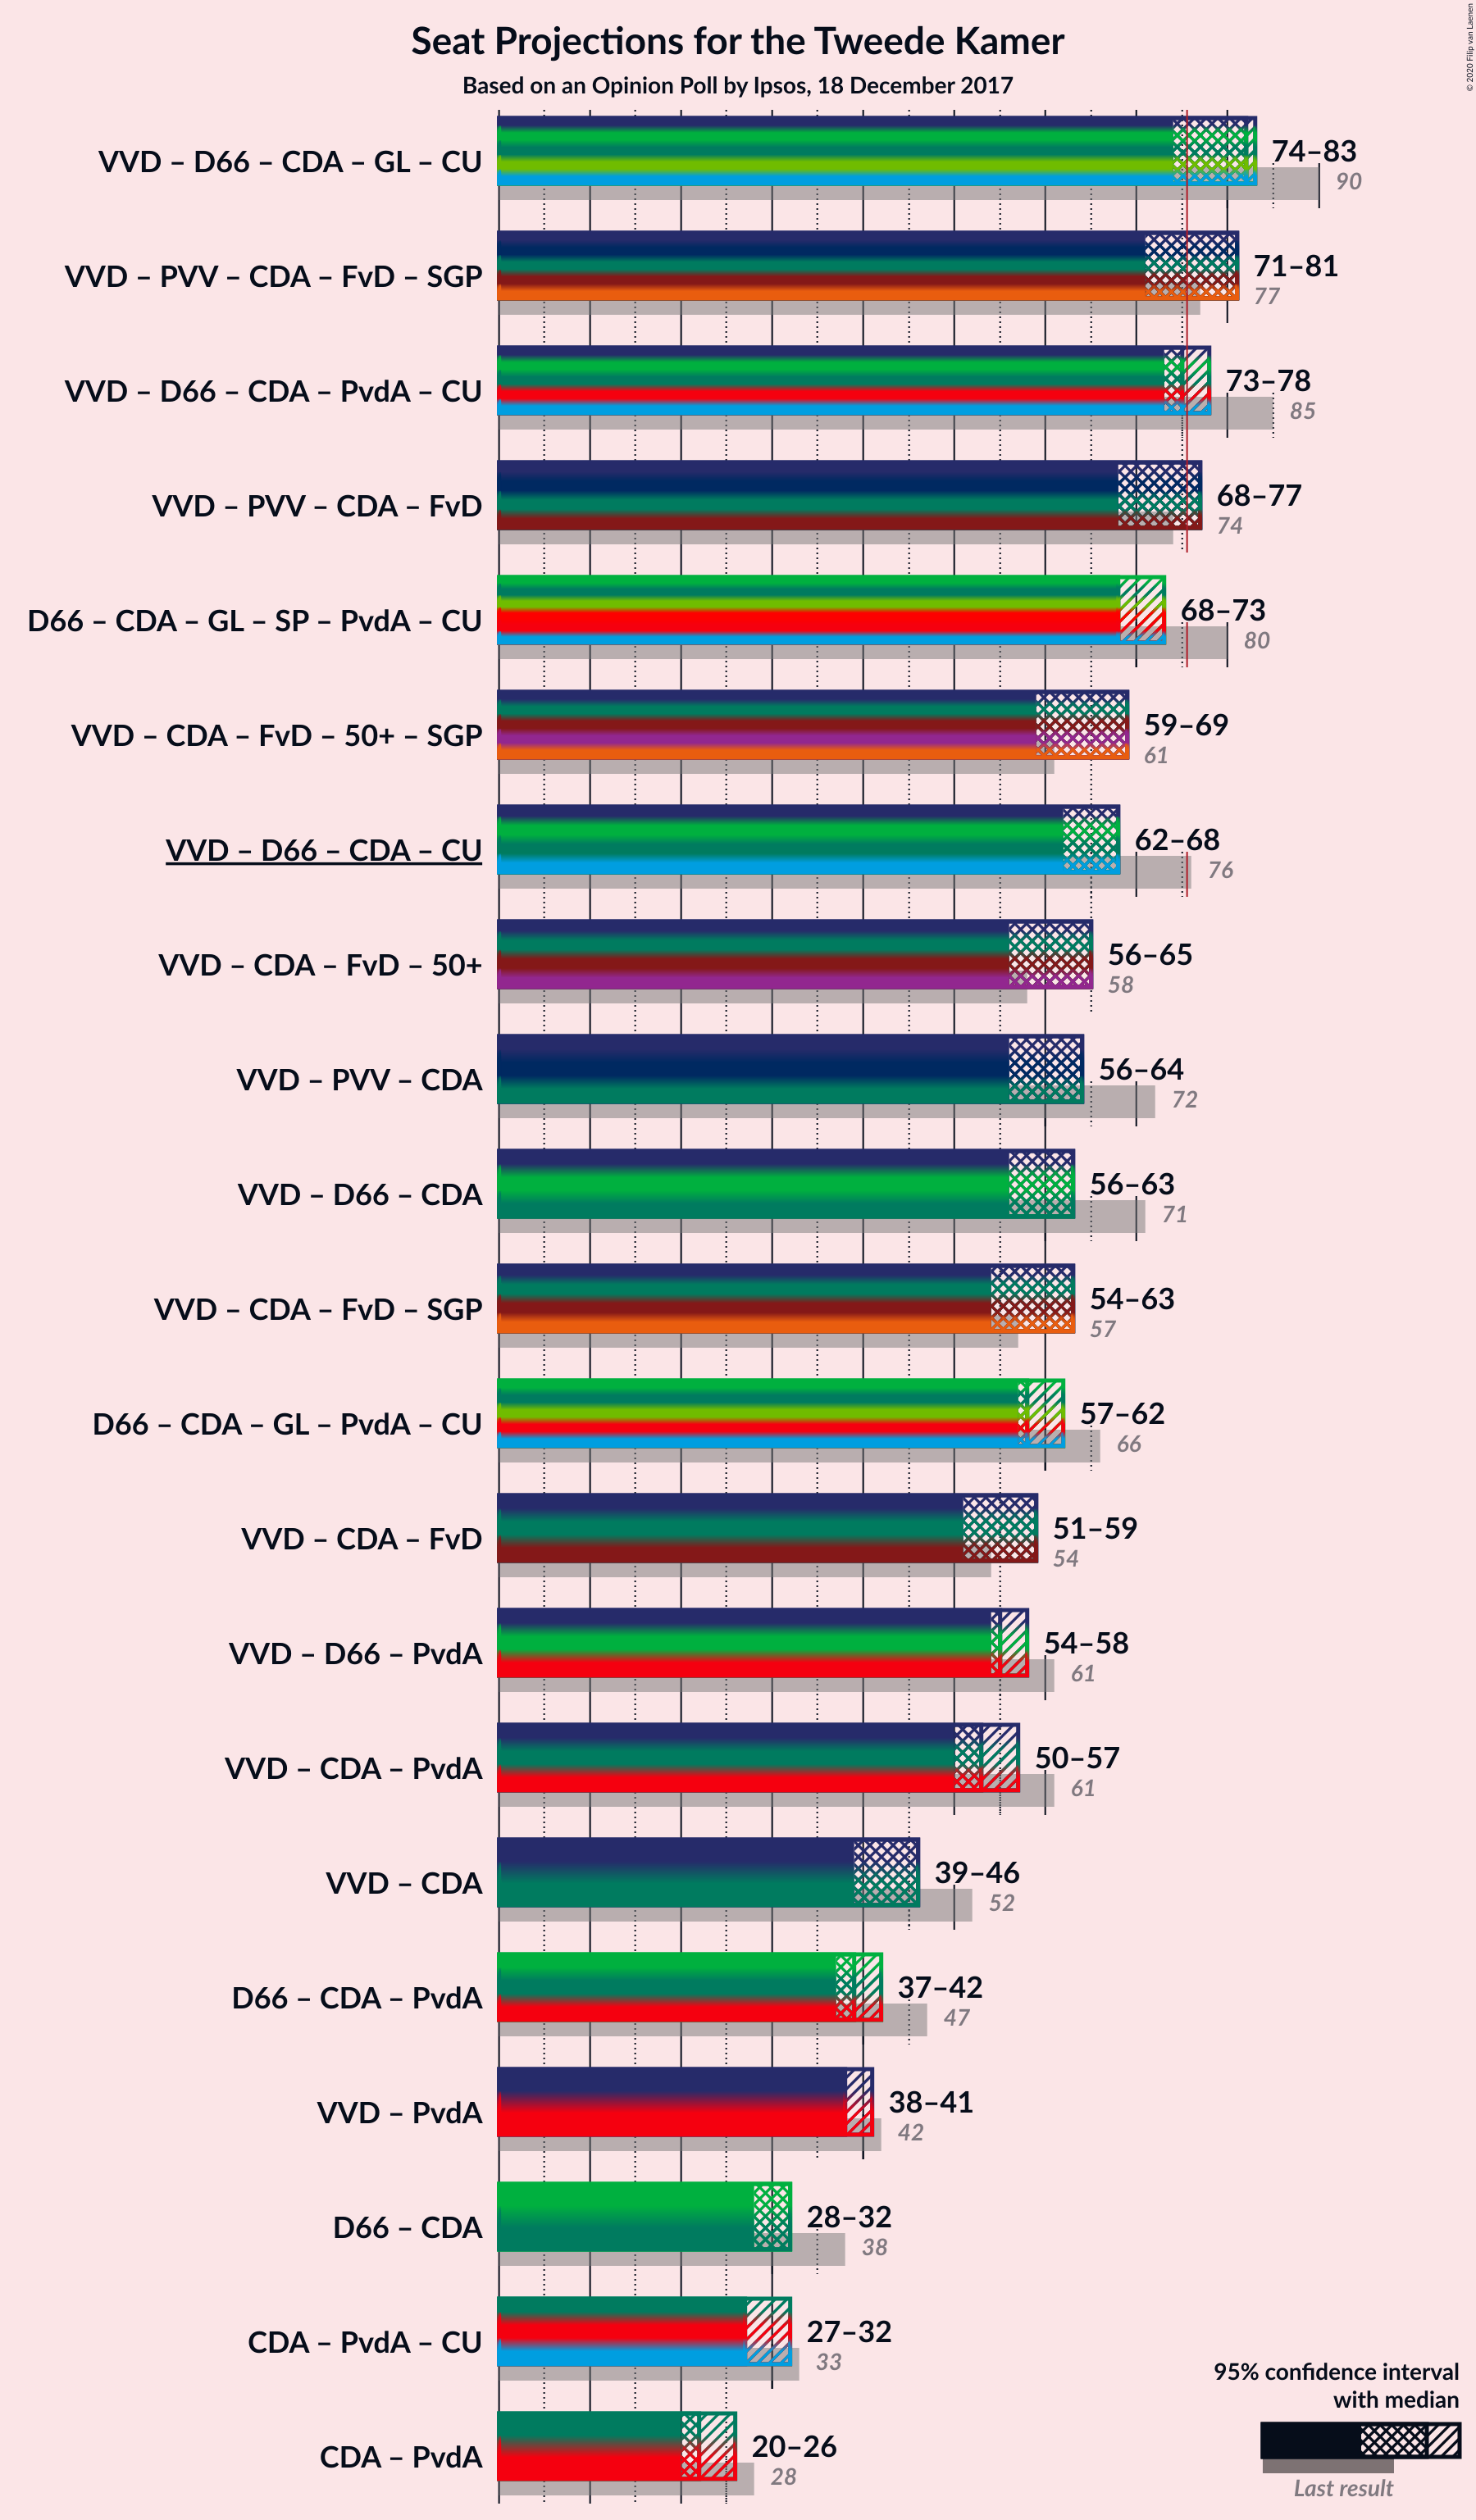 Seat Projections for the Tweede Kamer
Based on an Opinion Poll by Ipsos, 18 December 2017
© 2020 Filip van Laenen
VVD – D66 – CDA – GL – CU
74–83
90
VVD – PVV – CDA – FvD – SGP
71–81
77
VVD – D66 – CDA – PvdA – CU
73–78
85
VVD – PVV – CDA – FvD
68–77
74
D66 – CDA – GL – SP – PvdA – CU
68–73
80
VVD – CDA – FvD – 50+ – SGP
59–69
61
VVD – D66 – CDA – CU
62–68
76
VVD – CDA – FvD – 50+
56–65
58
VVD – PVV – CDA
56–64
72
VVD – D66 – CDA
56–63
71
VVD – CDA – FvD – SGP
54–63
57
D66 – CDA – GL – PvdA – CU
57–62
66
VVD – CDA – FvD
51–59
54
VVD – D66 – PvdA
54–58
61
VVD – CDA – PvdA
50–57
61
VVD – CDA
39–46
52
D66 – CDA – PvdA
37–42
47
VVD – PvdA
38–41
42
D66 – CDA
28–32
38
CDA – PvdA – CU
27–32
33
CDA – PvdA
20–26
28
95% confidence interval
with median
Last result